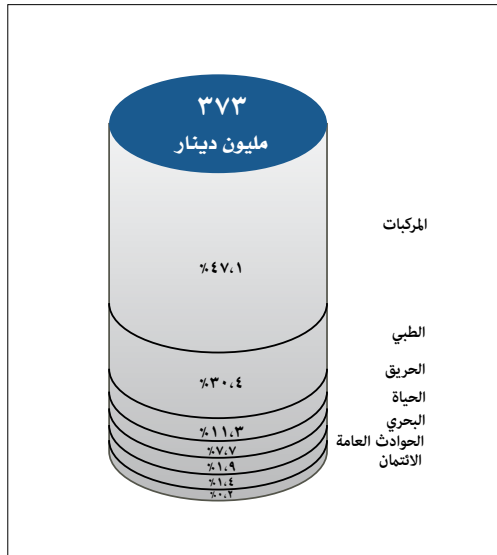 ٣٧٣
مليون دينار
المركبات
٪٤٧،١
الطبي
٪٣٠،٤
الحريق
٪١١،٣
الحياة
٪٧،٧
البحري
٪١،٩
الحوادث العامة
٪١،٤
الائتمان
٪٠،٢